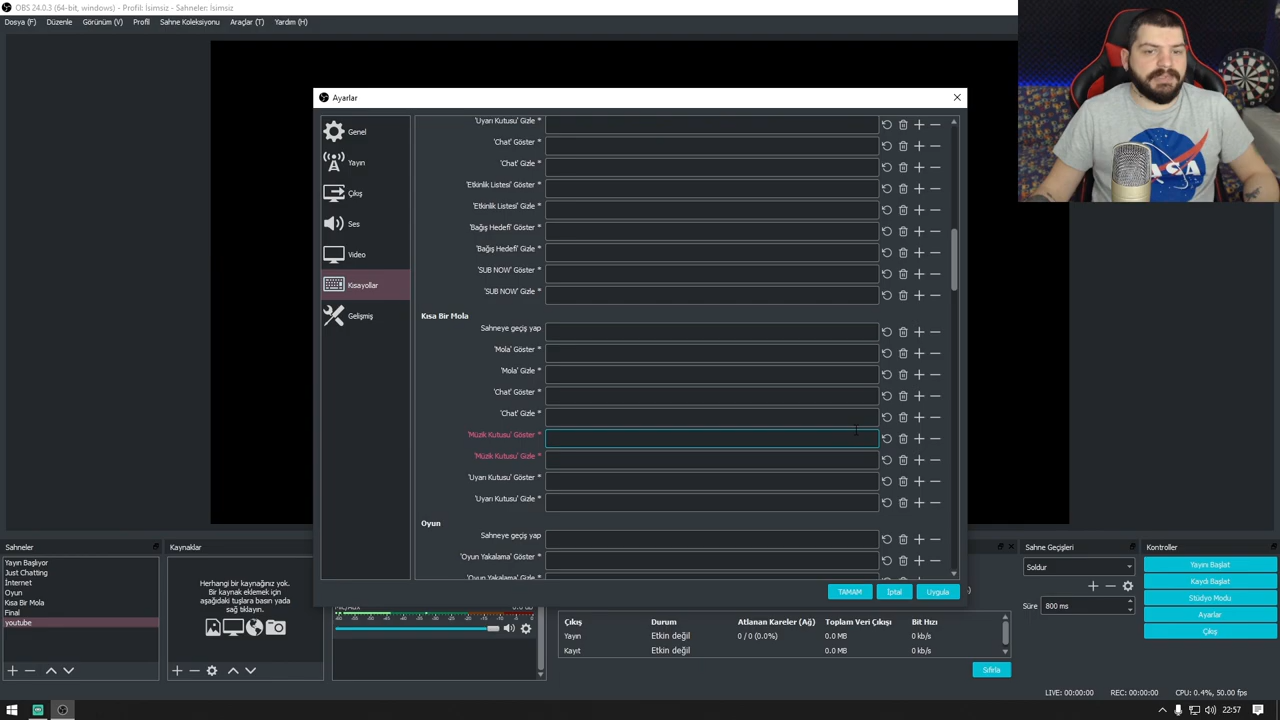 OBS 24.0.3 (64-bit, windows) - Profil: İsimsiz - Sahneler: İsimsiz
Dosya (F) Düzenle Görünüm (V) Profil Sahne Koleksiyonu Araçlar (T) Yardım (H)
Ayarlar
Genel
Yayın
Çıkış
Ses
Video
Kısayollar
Gelişmiş
'Uyarı Kutusu' Gizle *
'Chat' Göster *
'Chat' Gizle *
'Etkinlik Listesi' Göster *
'Etkinlik Listesi' Gizle *
'Bağış Hedefi' Göster *
'Bağış Hedefi' Gizle *
'SUB NOW' Göster *
'SUB NOW' Gizle *
Kısa Bir Mola
Sahneye geçiş yap
'Mola' Göster *
'Mola' Gizle *
'Chat' Göster *
'Chat' Gizle *
'Müzik Kutusu' Göster *
'Müzik Kutusu' Gizle *
'Uyarı Kutusu' Göster *
'Uyarı Kutusu' Gizle *
Oyun
Sahneye geçiş yap
'Oyun Yakalama' Göster *
'Oyun Yakalama' Gizle *
TAMAM İptal Uygula
NASA
Sahneler
Yayın Başlıyor
Just Chatting
İnternet
Oyun
Kısa Bir Mola
Final
youtube
Kaynaklar
Herhangi bir kaynağınız yok.
Bir kaynak eklemek için
aşağıdaki tuşlara basın yada
sağ tıklayın.
Mic/Aux
Çıkış Durum Atlanan Kareler (Ağ) Toplam Veri Çıkışı Bit Hızı
Yayın Etkin değil 0 / 0 (0.0%) 0.0 MB 0 kb/s
Kayıt Etkin değil 0.0 MB 0 kb/s
Sıfırla
Sahne Geçişleri
Soldur
Süre 800 ms
Kontroller
Yayını Başlat
Kaydı Başlat
Stüdyo Modu
Ayarlar
Çıkış
LIVE: 00:00:00 REC: 00:00:00 CPU: 0.4%, 50.00 fps
22:57